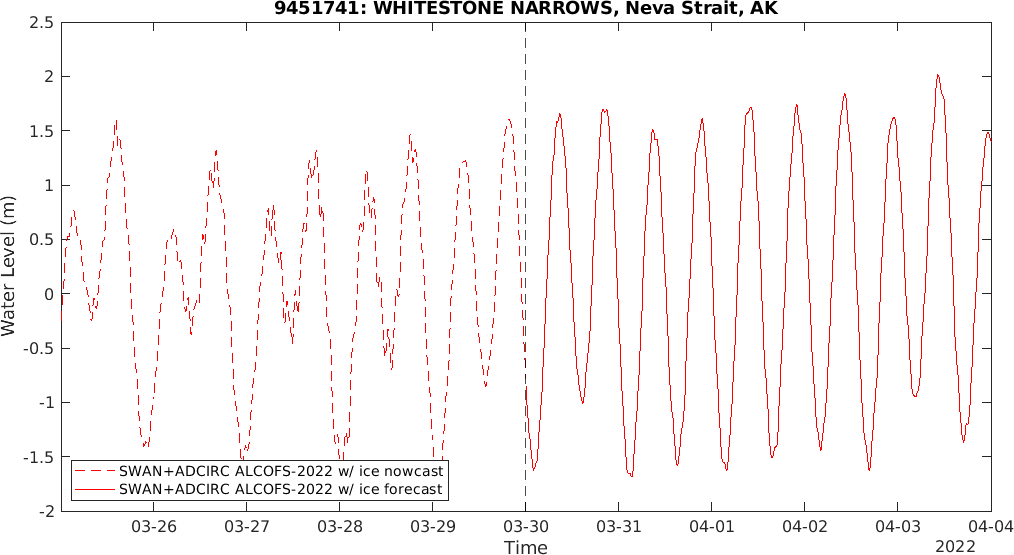 9451741: WHITESTONE NARROWS, Neva Strait, AK
2.5
2
1.5
1
0.5
0
-0.5
-1
-1.5
-2
Water Level (m)
SWAN+ADCIRC ALCOFS-2022 w/ ice nowcast
SWAN+ADCIRC ALCOFS-2022 w/ ice forecast
03-26 03-27 03-28 03-29 03-30 03-31 04-01 04-02 04-03 04-04
Time
2022